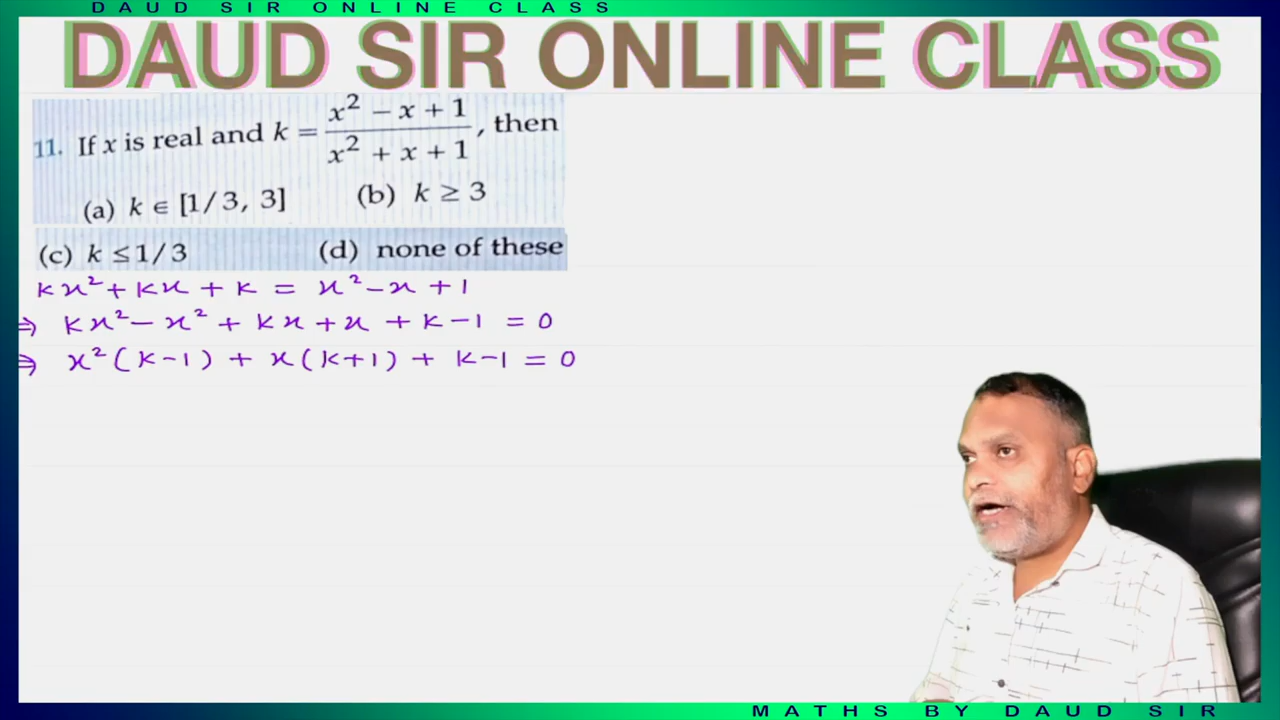 DAUD SIR ONLINE CLASS
DAUD SIR ONLINE CLASS
11. If x is real and k = \frac{x² − x + 1}{x² + x + 1}, then
(a) k ∈ [1/3, 3] (b) k ≥ 3
(c) k ≤ 1/3 (d) none of these
kx² + kx + k = x² − x + 1
⇒ kx² − x² + kx + x + k − 1 = 0
⇒ x²(k−1) + x(k+1) + k−1 = 0
MATHS BY DAUD SIR